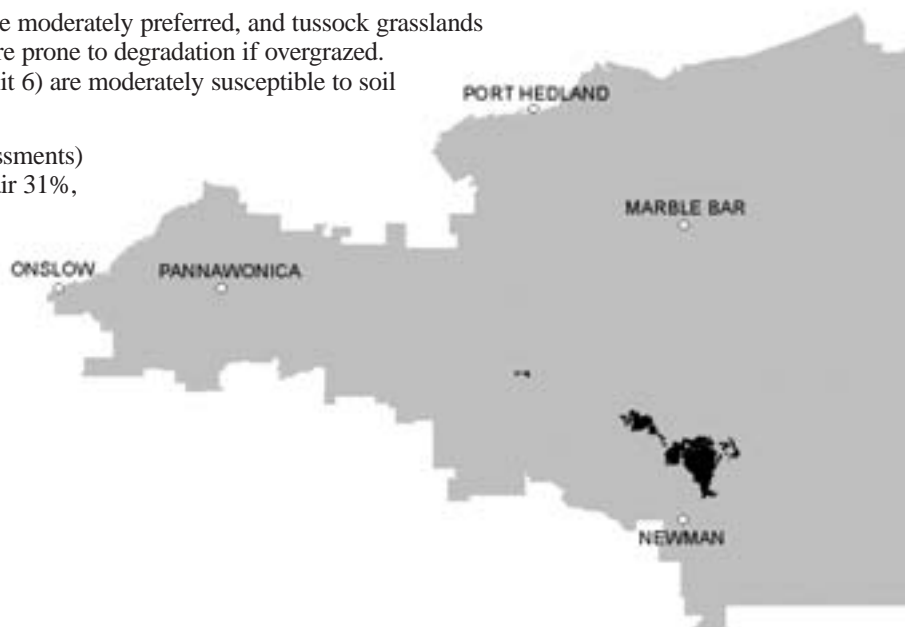 e moderately preferred, and tussock grasslands
re prone to degradation if overgrazed.
it 6) are moderately susceptible to soil
ssments)
ir 31%,
PORT HEDLAND
MARBLE BAR
ONSLOW
PANNAWONICA
NEWMAN